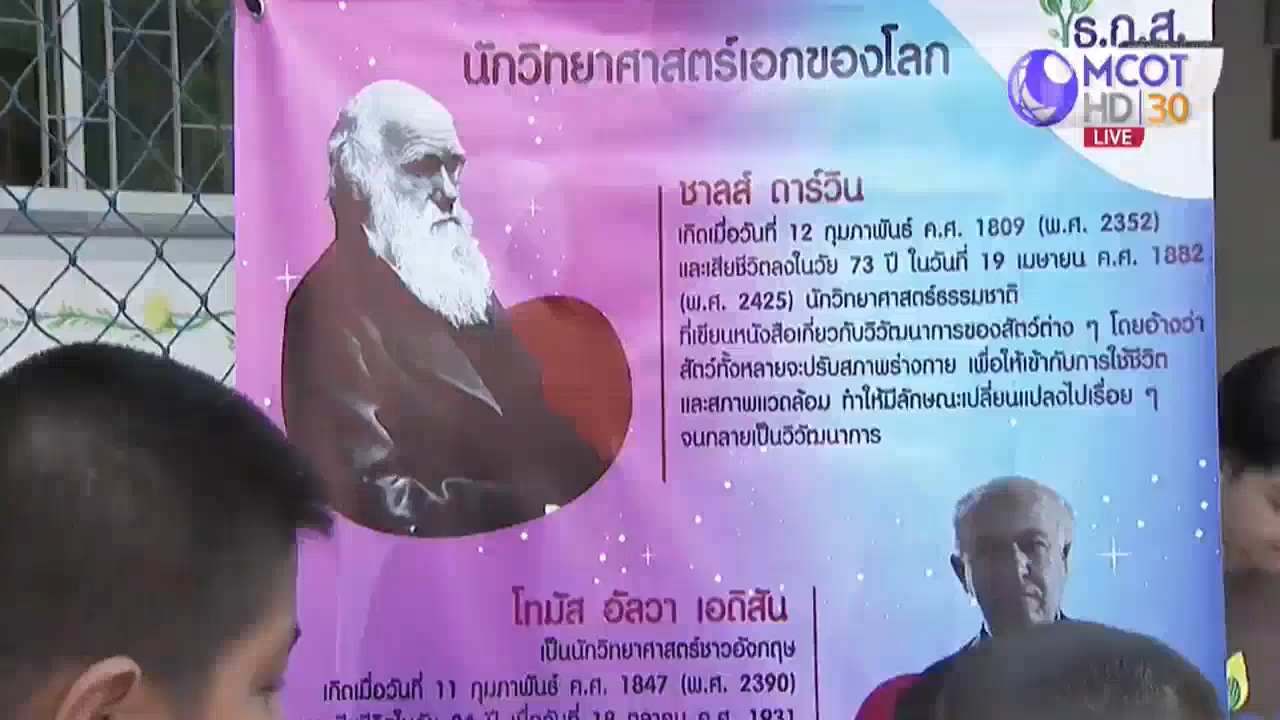 ธ.ก.ส.
MCOT
HD 30
LIVE
นักวิทยาศาสตร์เอกของโลก
ชาลส์ ดาร์วิน
เกิดเมื่อวันที่ 12 กุมภาพันธ์ ค.ศ. 1809 (พ.ศ. 2352)
และเสียชีวิตลงในวัย 73 ปี ในวันที่ 19 เมษายน ค.ศ. 1882
(พ.ศ. 2425) นักวิทยาศาสตร์ธรรมชาติ
ที่เขียนหนังสือเกี่ยวกับวิวัฒนาการของสัตว์ต่าง ๆ โดยอ้างว่า
สัตว์ทั้งหลายจะปรับสภาพร่างกาย เพื่อให้เข้ากับการใช้ชีวิต
และสภาพแวดล้อม ทำให้มีลักษณะเปลี่ยนแปลงไปเรื่อย ๆ
จนกลายเป็นวิวัฒนาการ
โทมัส อัลวา เอดิสัน
เป็นนักวิทยาศาสตร์ชาวอังกฤษ
เกิดเมื่อวันที่ 11 กุมภาพันธ์ ค.ศ. 1847 (พ.ศ. 2390)
ปี เมื่อวันที่ 18 ตุลาคม ค.ศ. 1931